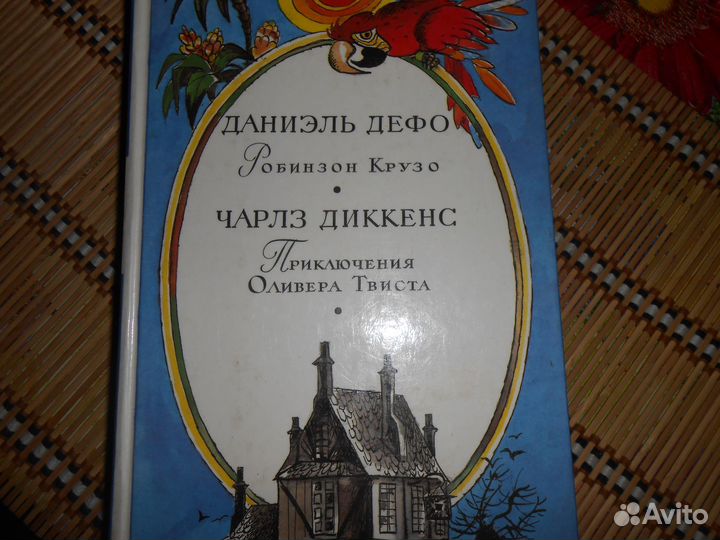 ДАНИЭЛЬ ДЕФО
РОБИНЗОН КРУЗО
•
ЧАРЛЗ ДИККЕНС
ПРИКЛЮЧЕНИЯ
ОЛИВЕРА ТВИСТА
•
Avito